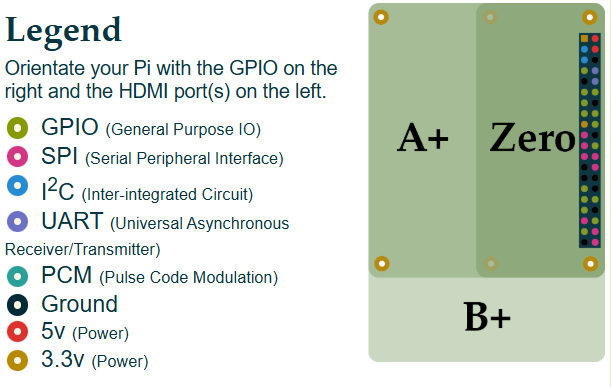 Legend
Orientate your Pi with the GPIO on the
right and the HDMI port(s) on the left.
GPIO (General Purpose IO)
SPI (Serial Peripheral Interface)
I2C (Inter-integrated Circuit)
UART (Universal Asynchronous
Receiver/Transmitter)
PCM (Pulse Code Modulation)
Ground
5v (Power)
3.3v (Power)
A+
Zero
B+